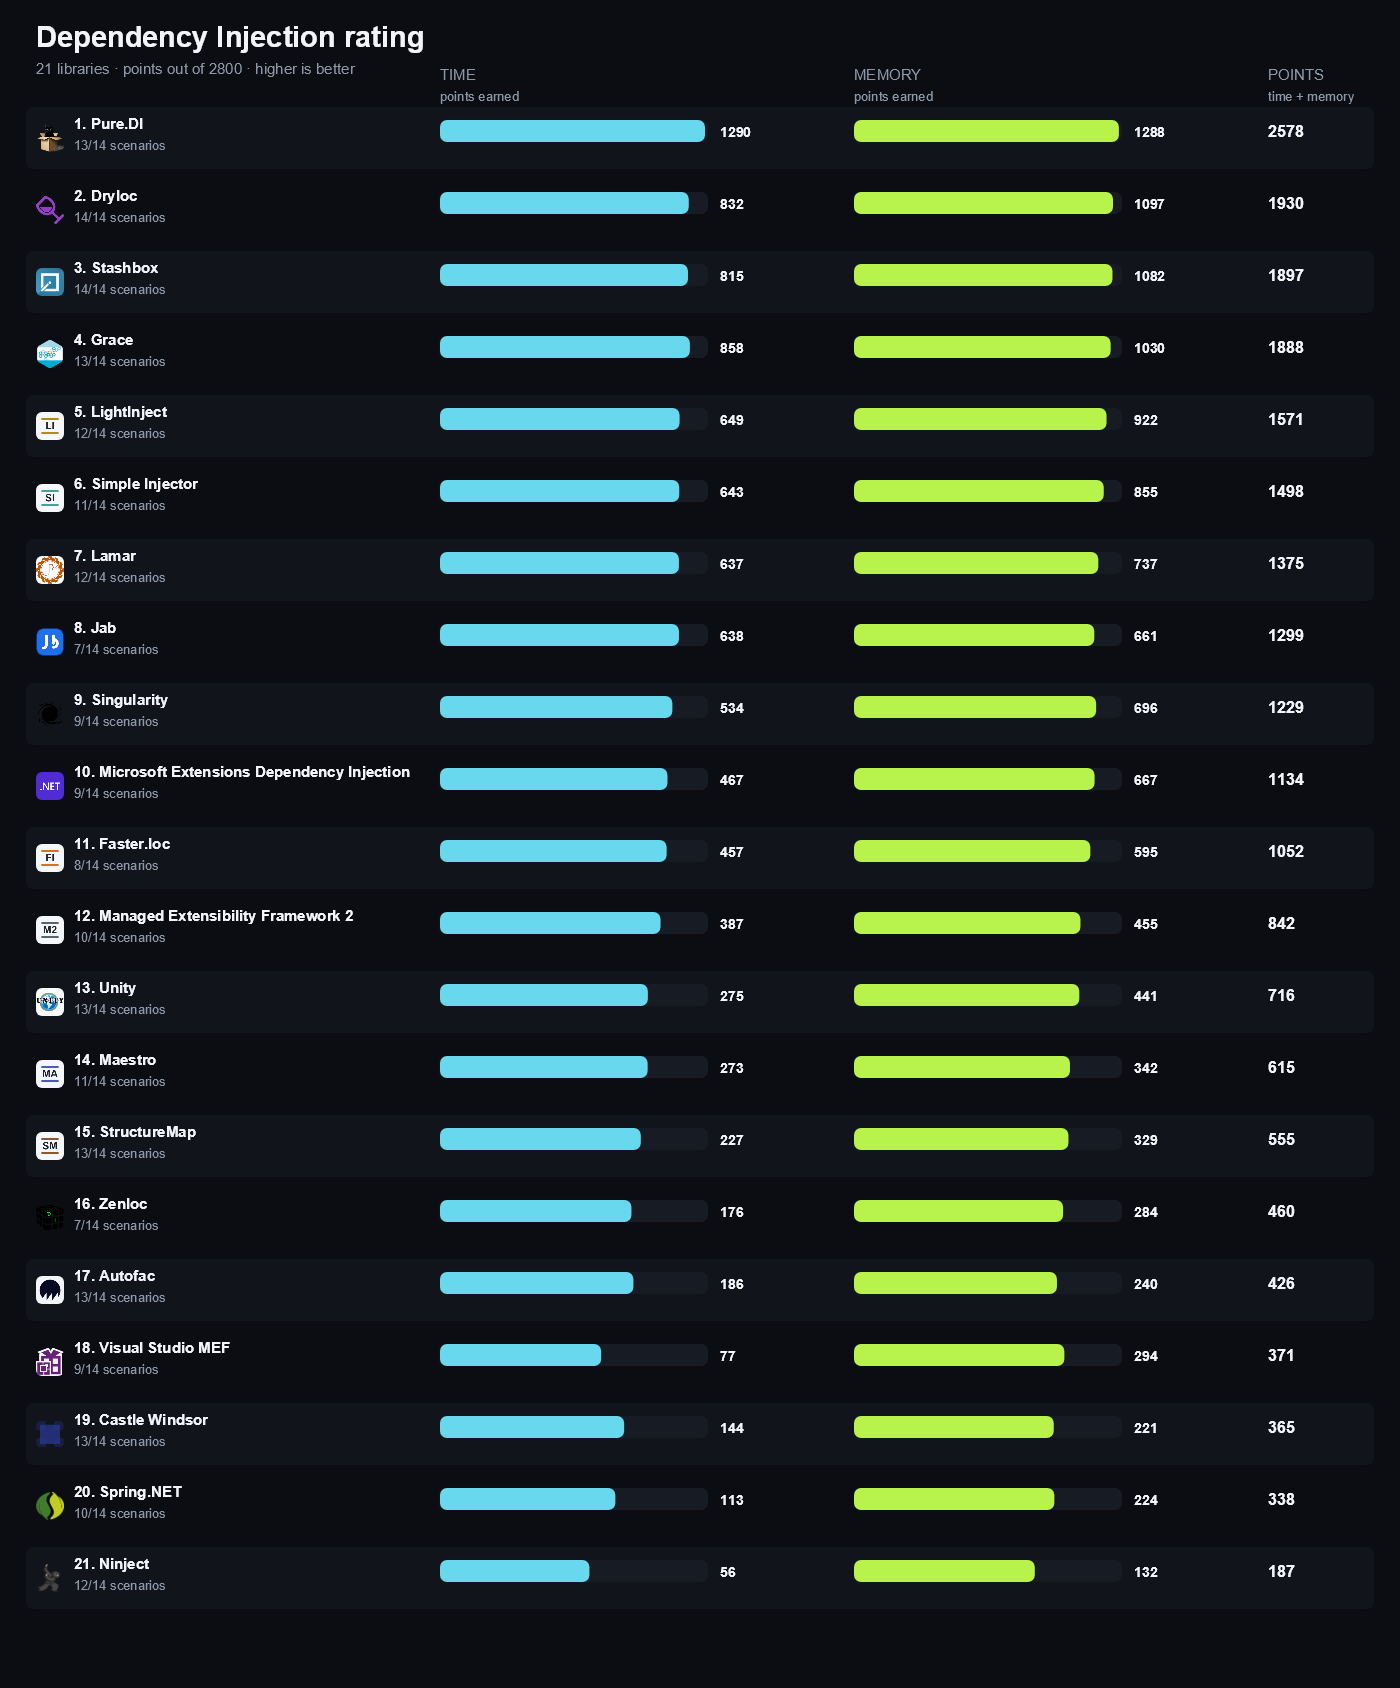 Dependency Injection rating
21 libraries · points out of 2800 · higher is better
TIME MEMORY POINTS
points earned points earned time + memory
1. Pure.DI 1290 1288 2578
13/14 scenarios
2. DryIoc 832 1097 1930
14/14 scenarios
3. Stashbox 815 1082 1897
14/14 scenarios
4. Grace 858 1030 1888
13/14 scenarios
5. LightInject 649 922 1571
LI
12/14 scenarios
6. Simple Injector 643 855 1498
SI
11/14 scenarios
7. Lamar 637 737 1375
12/14 scenarios
8. Jab 638 661 1299
Jb
7/14 scenarios
9. Singularity 534 696 1229
9/14 scenarios
10. Microsoft Extensions Dependency Injection 467 667 1134
.NET
9/14 scenarios
11. Faster.Ioc 457 595 1052
FI
8/14 scenarios
12. Managed Extensibility Framework 2 387 455 842
M2
10/14 scenarios
13. Unity 275 441 716
UNITY
13/14 scenarios
14. Maestro 273 342 615
MA
11/14 scenarios
15. StructureMap 227 329 555
SM
13/14 scenarios
16. ZenIoc 176 284 460
7/14 scenarios
17. Autofac 186 240 426
13/14 scenarios
18. Visual Studio MEF 77 294 371
9/14 scenarios
19. Castle Windsor 144 221 365
13/14 scenarios
20. Spring.NET 113 224 338
10/14 scenarios
21. Ninject 56 132 187
12/14 scenarios